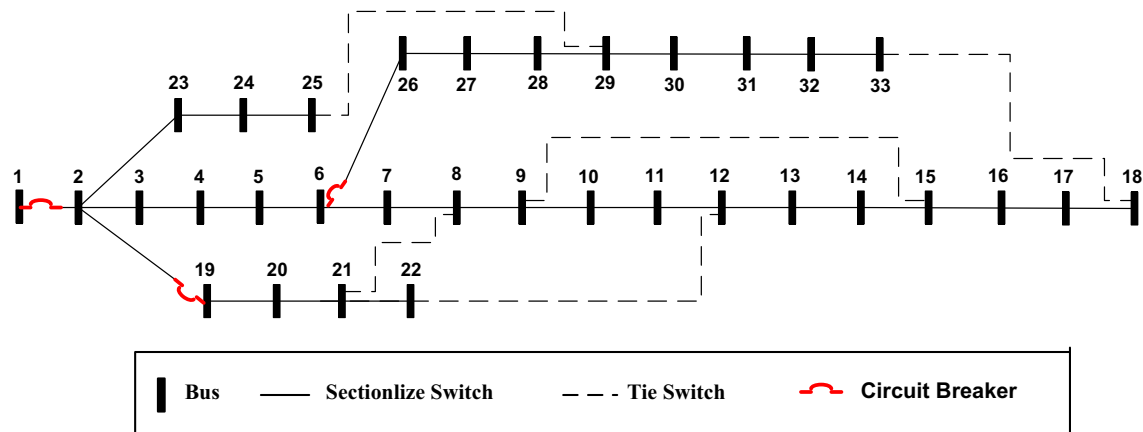 26 27 28 29 30 31 32 33
23 24 25
1 2 3 4 5 6 7 8 9 10 11 12 13 14 15 16 17 18
19 20 21 22
Bus Sectionlize Switch Tie Switch Circuit Breaker